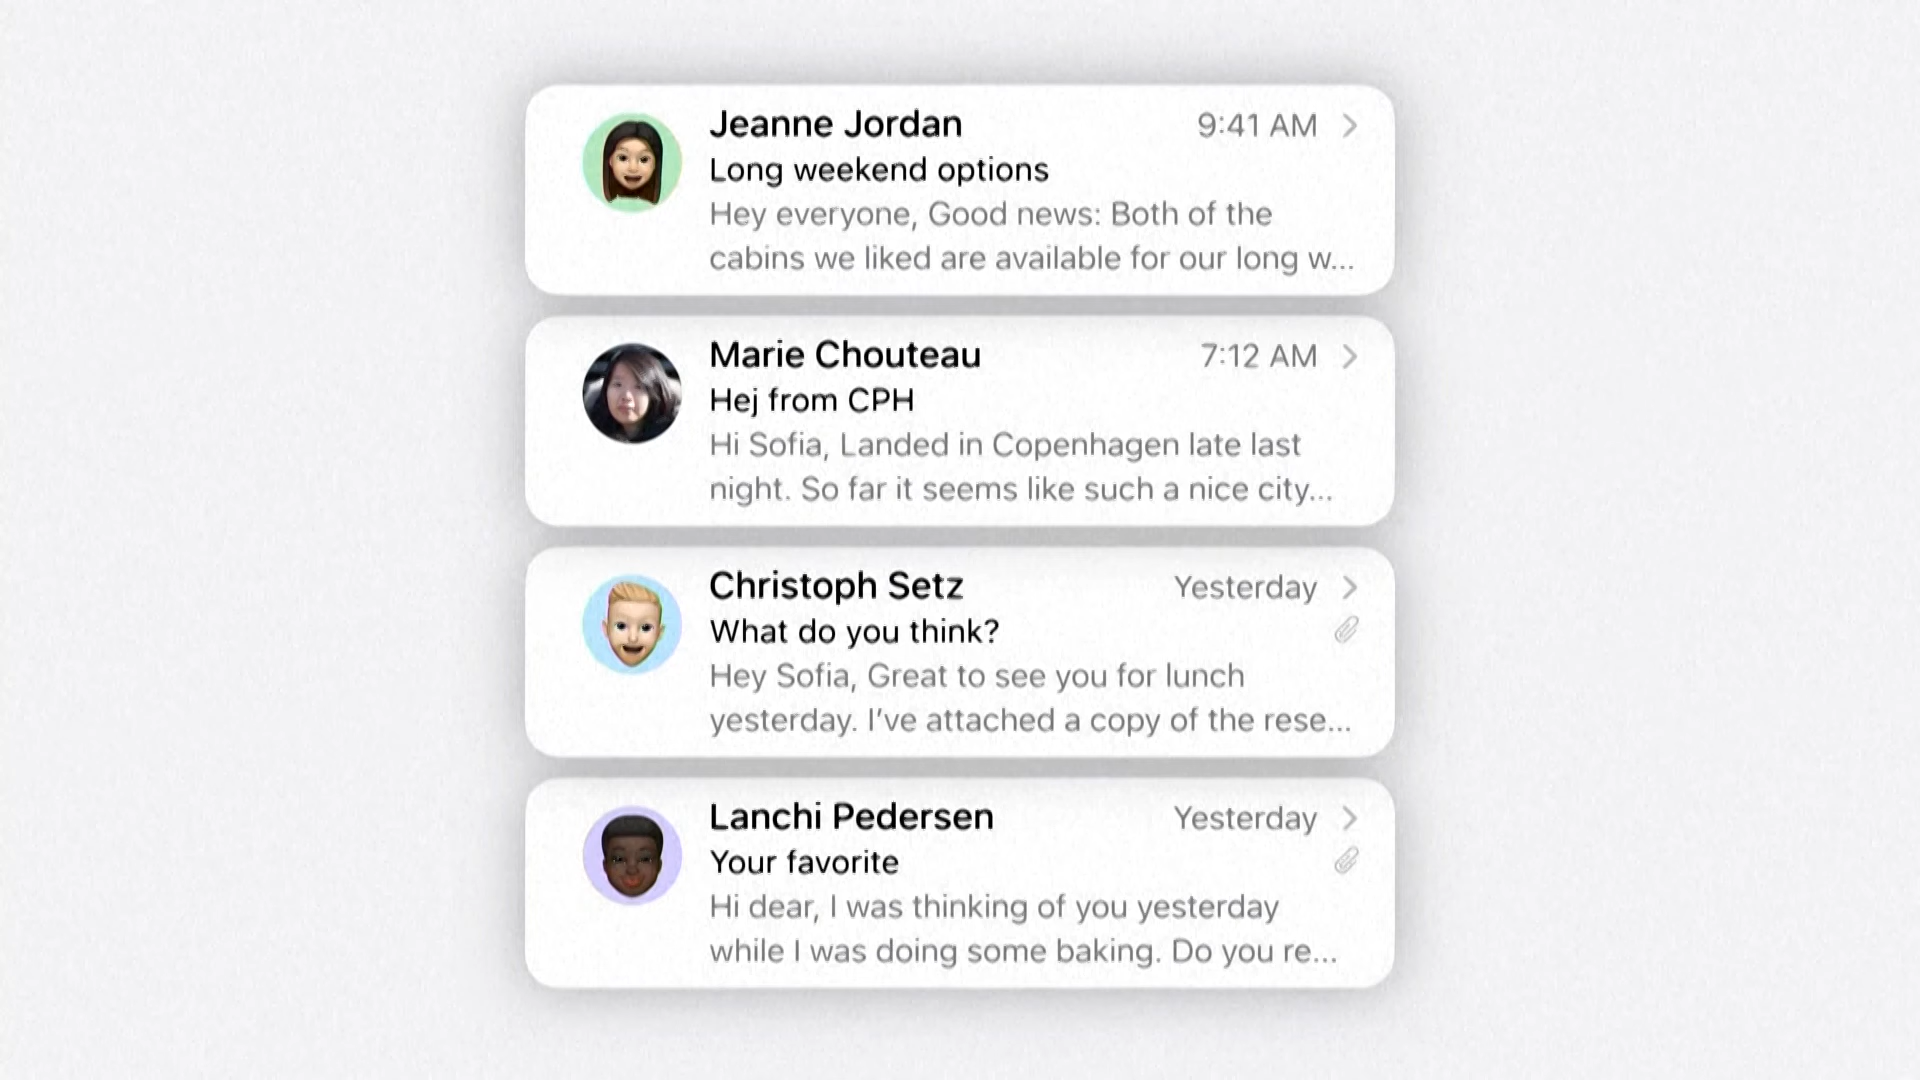 Jeanne Jordan
9:41 AM
Long weekend options
Hey everyone, Good news: Both of the
cabins we liked are available for our long w...
Marie Chouteau
7:12 AM
Hej from CPH
Hi Sofia, Landed in Copenhagen late last
night. So far it seems like such a nice city...
Christoph Setz
Yesterday
What do you think?
Hey Sofia, Great to see you for lunch
yesterday. I’ve attached a copy of the rese...
Lanchi Pedersen
Yesterday
Your favorite
Hi dear, I was thinking of you yesterday
while I was doing some baking. Do you re...